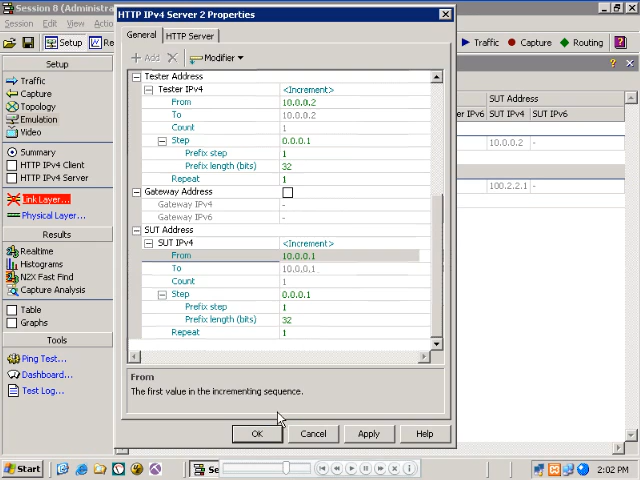 Session 8 (Administra
HTTP IPv4 Server 2 Properties
Session Edit View Actio
General HTTP Server
Setup Re
Traffic Capture Routing
Add Modifier
Setup
Traffic
Capture
Topology
Emulation
Video
Summary
HTTP IPv4 Client
HTTP IPv4 Server
Link Layer...
Physical Layer...
Results
Realtime
Histograms
N2X Fast Find
Capture Analysis
Table
Graphs
Tools
Ping Test...
Dashboard...
Test Log...
Tester Address
Tester IPv4 <Increment>
From 10.0.0.2
To 10.0.0.2
Count 1
Step 0.0.0.1
Prefix step 1
Prefix length (bits) 32
Repeat 1
Gateway Address
Gateway IPv4 -
Gateway IPv6 -
SUT Address
SUT IPv4 <Increment>
From 10.0.0.1
To 10.0.0.1
Count 1
Step 0.0.0.1
Prefix step 1
Prefix length (bits) 32
Repeat 1
From
The first value in the incrementing sequence.
OK Cancel Apply Help
SUT Address
er IPv6 SUT IPv4 SUT IPv6
10.0.0.2 -
100.2.2.1 -
Start Se 2:02 PM